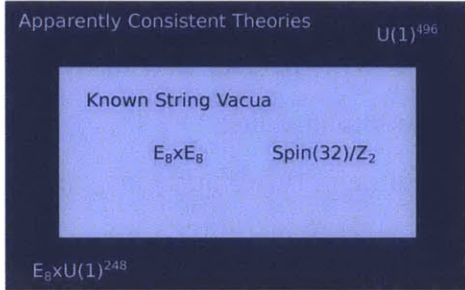 Apparently Consistent Theories
U(1)⁴⁹⁶
Known String Vacua
E₈xE₈ Spin(32)/Z₂
E₈xU(1)²⁴⁸